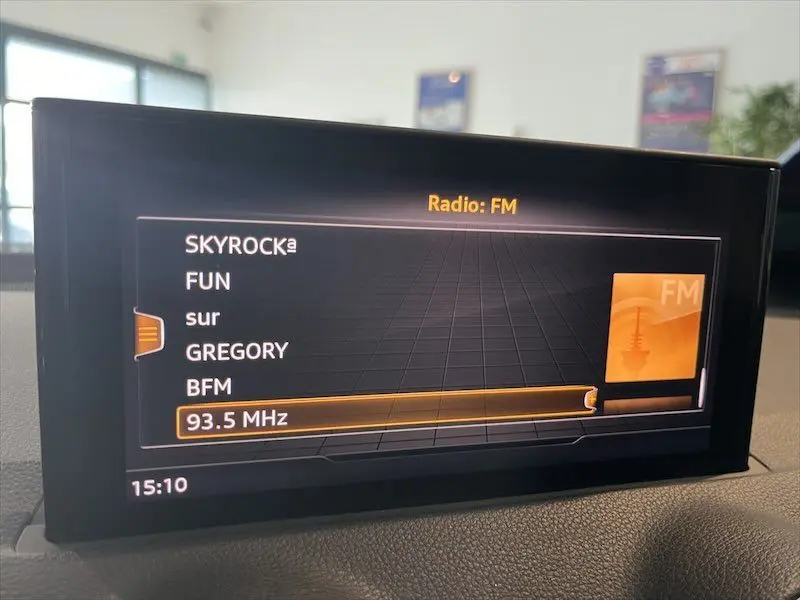 Radio: FM
SKYROCKª
FUN
sur
GREGORY
BFM
93.5 MHz
FM
15:10